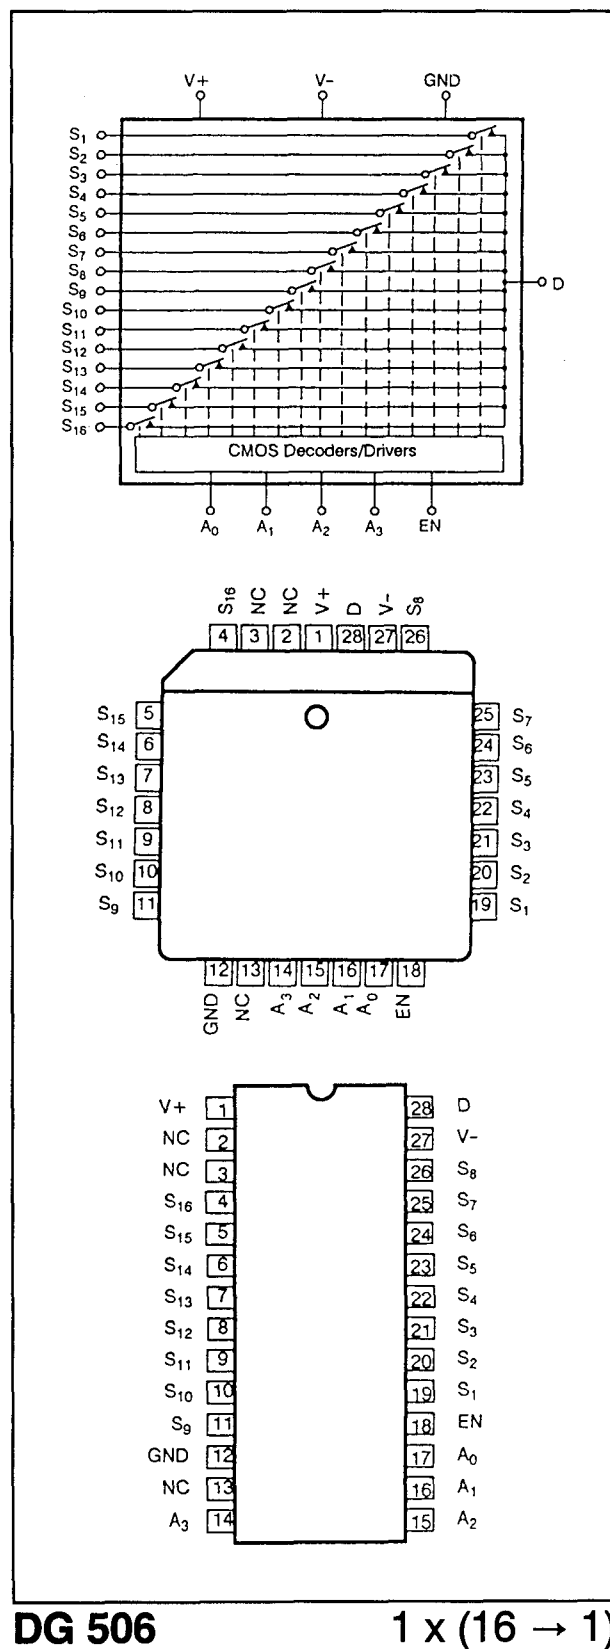 V+ V- GND
S1
S2
S3
S4
S5
S6
S7
S8
S9
D
S10
S11
S12
S13
S14
S15
S16
CMOS Decoders/Drivers
A0 A1 A2 A3 EN
S16 NC NC V+ D V- S8
4 3 2 1 28 27 26
S15 5 25 S7
S14 6 24 S6
S13 7 23 S5
S12 8 22 S4
S11 9 21 S3
S10 10 20 S2
S9 11 19 S1
12 13 14 15 16 17 18
GND NC A3 A2 A1 A0 EN
V+ 1 28 D
NC 2 27 V-
NC 3 26 S8
S16 4 25 S7
S15 5 24 S6
S14 6 23 S5
S13 7 22 S4
S12 8 21 S3
S11 9 20 S2
S10 10 19 S1
S9 11 18 EN
GND 12 17 A0
NC 13 16 A1
A3 14 15 A2
DG 506 1 x (16 → 1)